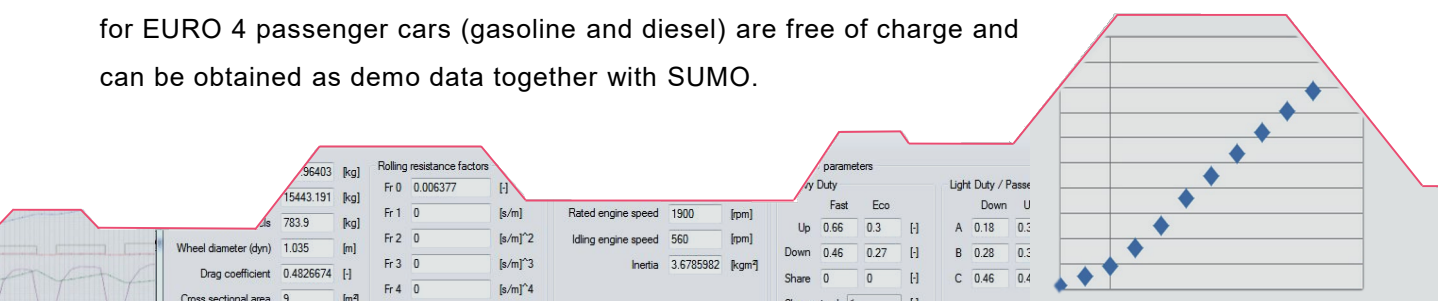 for EURO 4 passenger cars (gasoline and diesel) are free of charge and
can be obtained as demo data together with SUMO.
[kg]
15443.191 [kg]
783.9 [kg]
Wheel diameter (dyn) 1.035 [m]
Drag coefficient 0.4826674 [-]
Cross sectional area 9 [m²]
Rolling resistance factors
Fr 0 0.006377 [-]
Fr 1 0 [s/m]
Fr 2 0 [s/m]^2
Fr 3 0 [s/m]^3
Fr 4 0 [s/m]^4
Rated engine speed 1900 [rpm]
Idling engine speed 560 [rpm]
Inertia 3.6785982 [kgm²]
parameters
Duty
Fast Eco
Up 0.66 0.3 [-]
Down 0.46 0.27 [-]
Share 0 0 [-]
Light Duty /
Down
A 0.18
B 0.28
C 0.46